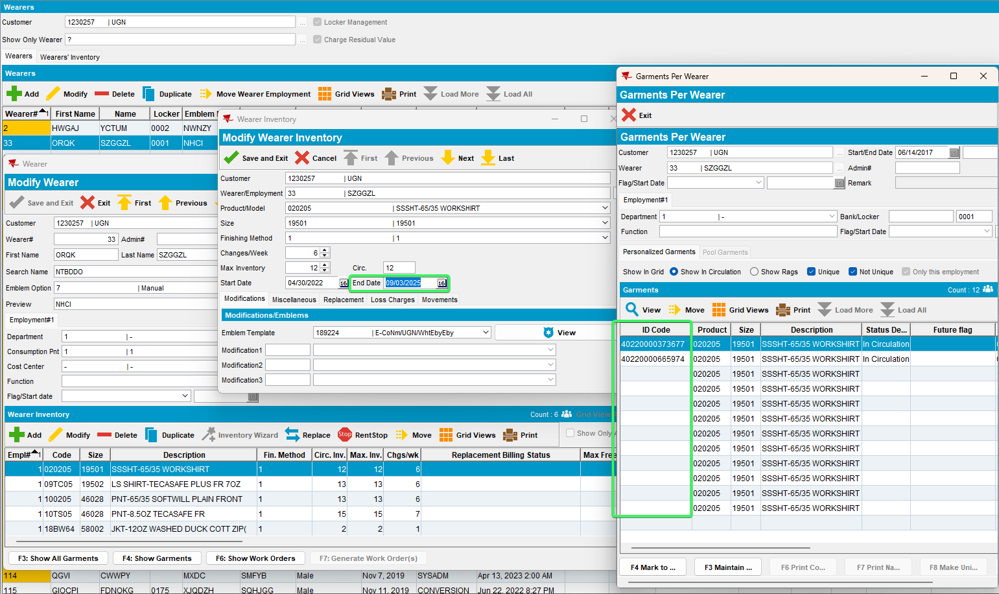 Wearers
Customer 1230257 | UGN ... Locker Management
Show Only Wearer ? ... Charge Residual Value
Wearers Wearers' Inventory
Wearers
Add Modify Delete Duplicate Move Wearer Employment Grid Views Print Load More Load All
Wearer# 1 First Name Name Locker Emblem
2 HWGAJ YCTUM 0002 NWNZY
33 ORQK SZGGZL 0001 NHCI
Wearer
Modify Wearer
Save and Exit Exit First Previous
Customer 1230257 | UGN
Wearer# 33 Admin#
First Name ORQK Last Name SZGGZL
Search Name NTBDDO
Emblem Option 7 | Manual
Preview NHCI
Employment#1
Department 1 | -
Consumption Pnt 1 | 1
Cost Center - | -
Function
Flag/Start date 16
Wearer Inventory Count : 6 Grid View
Add Modify Delete Duplicate Inventory Wizard Replace Stop RentStop Move Grid Views Print Show Only
Empl# 1 Code Size Description Fin. Method Circ. Inv. Max. Inv. Chgs/wk Replacement Billing Status Max Free
1 020205 19501 SSSHT-65/35 WORKSHIRT 1 12 12 6
1 09TC05 19502 LS SHIRT-TECASAFE PLUS FR 7OZ 1 13 13 6
1 100205 46028 PNT-65/35 SOFTWILL PLAIN FRONT 1 13 13 6
1 10TS05 46028 PNT-8.5OZ TECASAFE FR 1 15 15 7
1 18BW64 58002 JKT-12OZ WASHED DUCK COTT ZIP( 1 2 2 1
F3: Show All Garments F4: Show Garments F6: Show Work Orders F7: Generate Work Order(s)
114 QGVI CWWPY MXDC SMFYB Male Nov 7, 2019 SYSADM Apr 13, 2023 2:00 AM
115 GIOCPI FDNOKG 0175 XJQDZH SQHJGG Male Nov 11, 2019 CONVERSION Jun 22, 2022 8:27 PM
Wearer Inventory
Modify Wearer Inventory
Save and Exit Cancel First Previous Next Last
Customer 1230257 | UGN
Wearer/Employment 33 | SZGGZL
Product/Model 020205 | SSSHT-65/35 WORKSHIRT
Size 19501 | 19501
Finishing Method 1 | 1
Changes/Week 6
Max Inventory 12 Circ. 12
Start Date 04/30/2022 16 End Date 09/03/2025 16
Modifications Miscellaneous Replacement Loss Charges Movements
Modifications/Emblems
Emblem Template 189224 | E-CoNm/UGN/WhtEbyEby View
Modification1
Modification2
Modification3
Garments Per Wearer
Garments Per Wearer
Exit
Garments Per Wearer
Customer 1230257 | UGN ... Start/End Date 06/14/2017 16
Wearer 33 | SZGGZL ... Admin#
Flag/Start Date 16 Remark
Employment#1
Department 1 | - Bank/Locker 0001
Function Flag/Start Date
Personalized Garments Pool Garments
Show In Grid Show In Circulation Show Rags Unique Not Unique Only this employment
Garments Count : 12
View Move Grid Views Print Load More Load All
ID Code Product Size Description Status De... Future flag
40220000373677 020205 19501 SSSHT-65/35 WORKSHIRT In Circulation
40220000665974 020205 19501 SSSHT-65/35 WORKSHIRT In Circulation
020205 19501 SSSHT-65/35 WORKSHIRT
020205 19501 SSSHT-65/35 WORKSHIRT
020205 19501 SSSHT-65/35 WORKSHIRT
020205 19501 SSSHT-65/35 WORKSHIRT
020205 19501 SSSHT-65/35 WORKSHIRT
020205 19501 SSSHT-65/35 WORKSHIRT
020205 19501 SSSHT-65/35 WORKSHIRT
020205 19501 SSSHT-65/35 WORKSHIRT
020205 19501 SSSHT-65/35 WORKSHIRT
020205 19501 SSSHT-65/35 WORKSHIRT
F4 Mark to ... F3 Maintain ... F6 Print Co... F7 Print Na... F8 Make Uni...